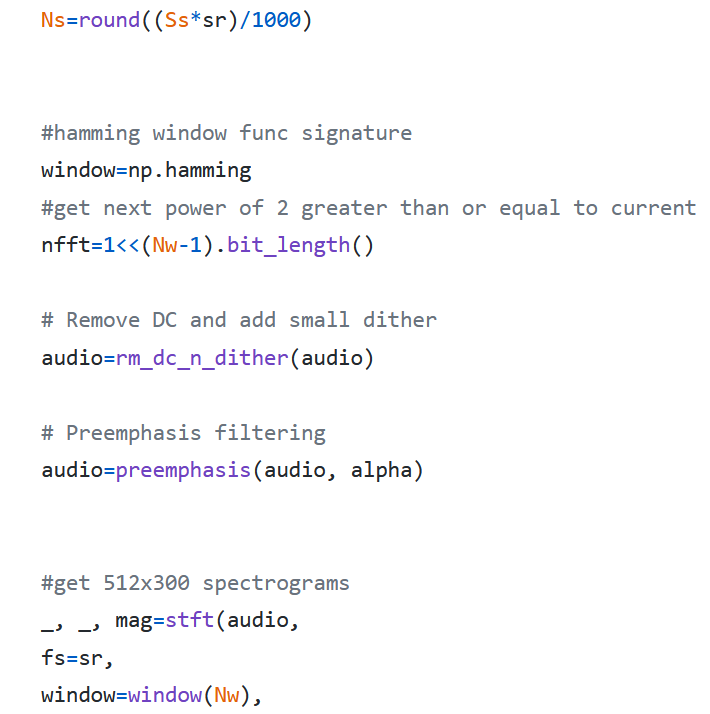 Ns=round((Ss*sr)/1000)
#hamming window func signature
window=np.hamming
#get next power of 2 greater than or equal to current
nfft=1<<(Nw-1).bit_length()
# Remove DC and add small dither
audio=rm_dc_n_dither(audio)
# Preemphasis filtering
audio=preemphasis(audio, alpha)
#get 512x300 spectrograms
_, _, mag=stft(audio,
fs=sr,
window=window(Nw),